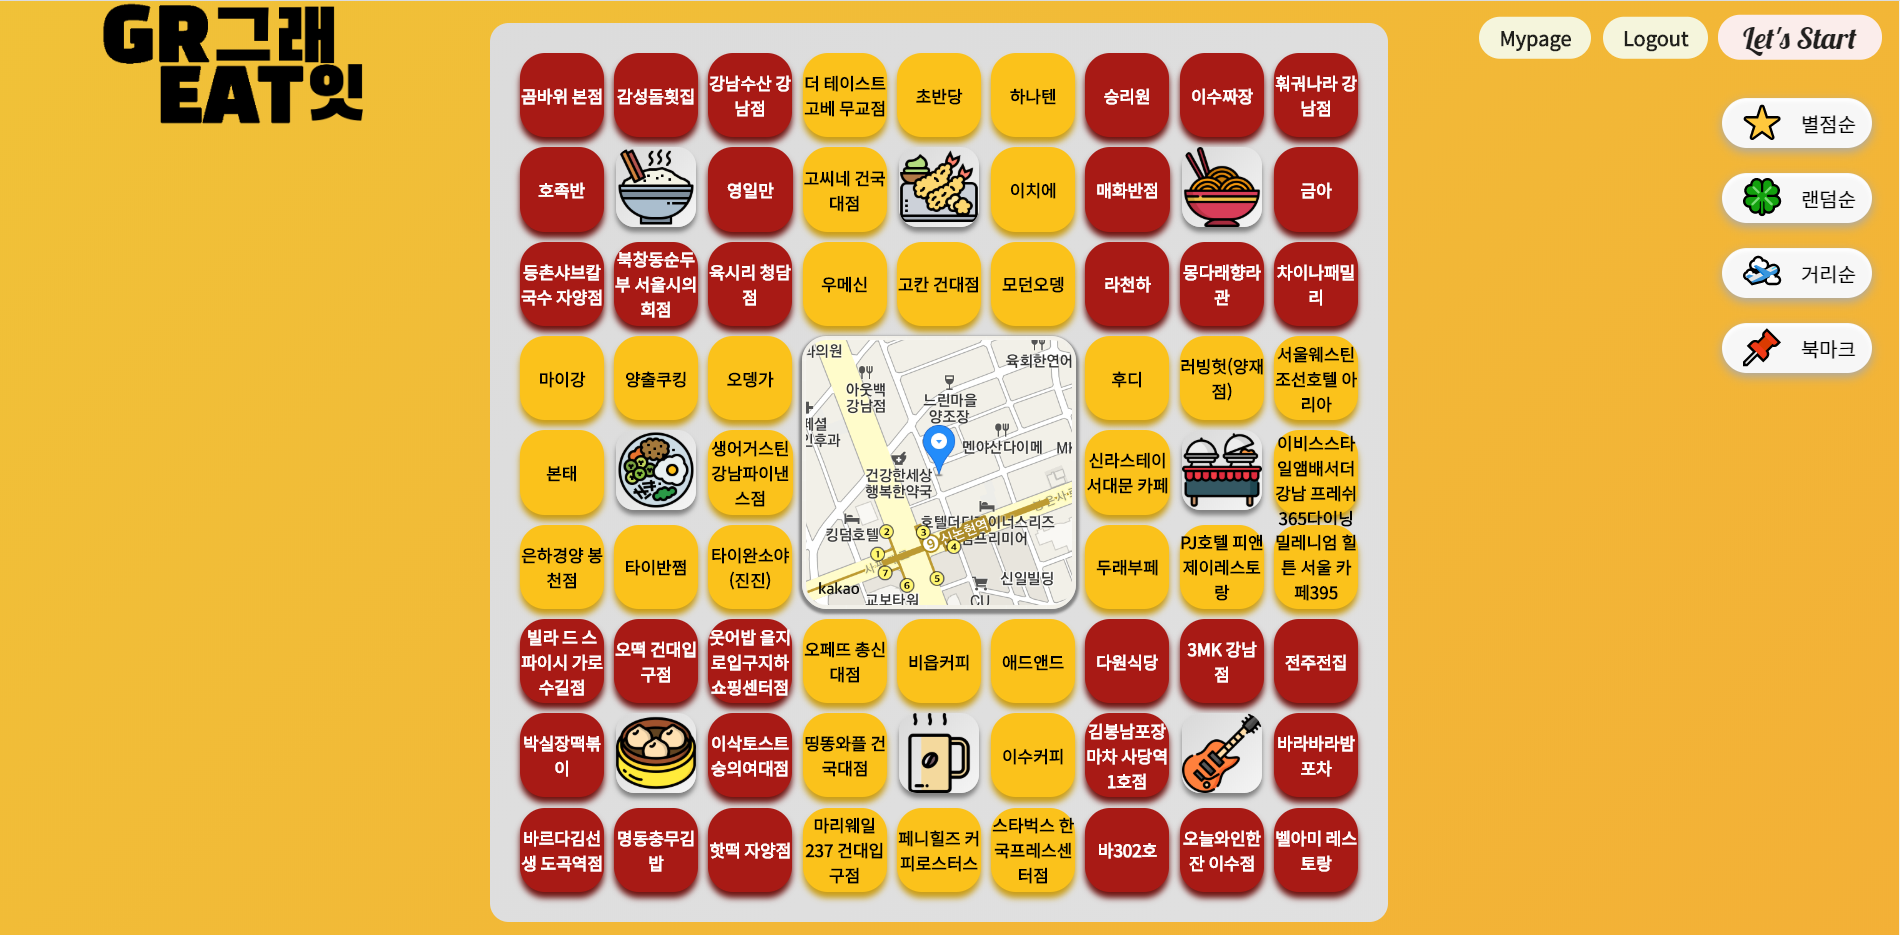 GR그래
EAT잇
Mypage
Logout
Let's Start
별점순
랜덤순
거리순
북마크
곰바위 본점
감성돔횟집
강남수산 강
남점
더 테이스트
고베 무교점
초반당
하나텐
승리원
이수짜장
훠궈나라 강
남점
호족반
영일만
고씨네 건국
대점
이치에
매화반점
금아
등촌샤브칼
국수 자양점
북창동순두
부 서울시의
회점
육시리 청담
점
우메신
고칸 건대점
모던오뎅
라천하
몽다래향라
관
차이나패밀
리
마이강
양출쿠킹
오뎅가
후디
러빙헛(양재
점)
서울웨스틴
조선호텔 아
리아
본태
생어거스틴
강남파이낸
스점
신라스테이
서대문 카페
이비스스타
일앰배서더
강남 프레쉬
365다이닝
은하경양 봉
천점
타이반쩜
타이완소야
(진진)
두래부페
PJ호텔 피앤
제이레스토
랑
밀레니엄 힐
튼 서울 카
페395
육회한연어
아웃백
강남점
느린마을
양조장
멘야산다이메
건강한세상
행복한약국
킹덤호텔
신논현역
신일빌딩
교보타워
CU
kakao
1
2
3
4
5
6
7
9
빌라 드 스
파이시 가로
수길점
오떡 건대입
구점
웃어밥 을지
로입구지하
쇼핑센터점
오페뜨 총신
대점
비읍커피
애드앤드
다원식당
3MK 강남
점
전주전집
박실장떡볶
이
이삭토스트
숭의여대점
띵똥와플 건
국대점
이수커피
김봉남포장
마차 사당역
1호점
바라바라밤
포차
바르다김선
생 도곡역점
명동충무김
밥
핫떡 자양점
마리웨일
237 건대입
구점
페니힐즈 커
피로스터스
스타벅스 한
국프레스센
터점
바302호
오늘와인한
잔 이수점
벨아미 레스
토랑